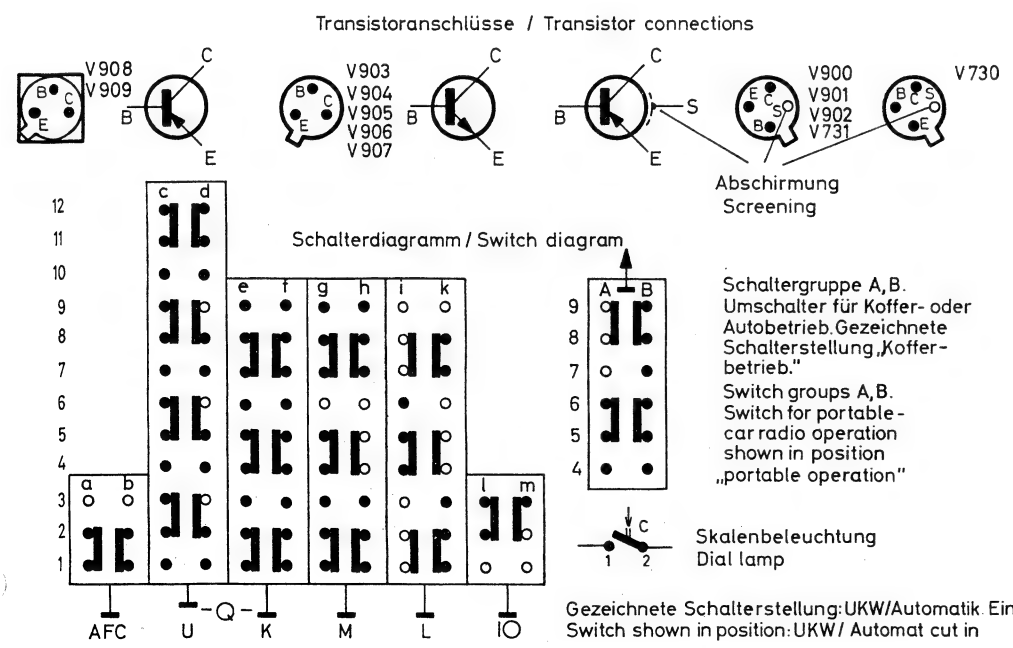 Transistoranschlüsse / Transistor connections
C
B
E
B C
E
V908
V909
C
B
E
B C
E
V903
V904
V905
V906
V907
C
B
S
E
E C S
B
V900
V901
V902
V731
B C S
E
V730
Abschirmung
Screening
Schalterdiagramm / Switch diagram
12
11
10
9
8
7
6
5
4
3
2
1
a b
c d
e f
g h
i k
l m
AFC U -Q- K M L IO
A B
9
8
7
6
5
4
Schaltergruppe A,B.
Umschalter für Koffer- oder
Autobetrieb. Gezeichnete
Schalterstellung „Koffer-
betrieb."
Switch groups A,B.
Switch for portable-
car radio operation
shown in position
„portable operation"
C
1 2
Skalenbeleuchtung
Dial lamp
Gezeichnete Schalterstellung: UKW/Automatik. Ein
Switch shown in position: UKW/ Automat cut in